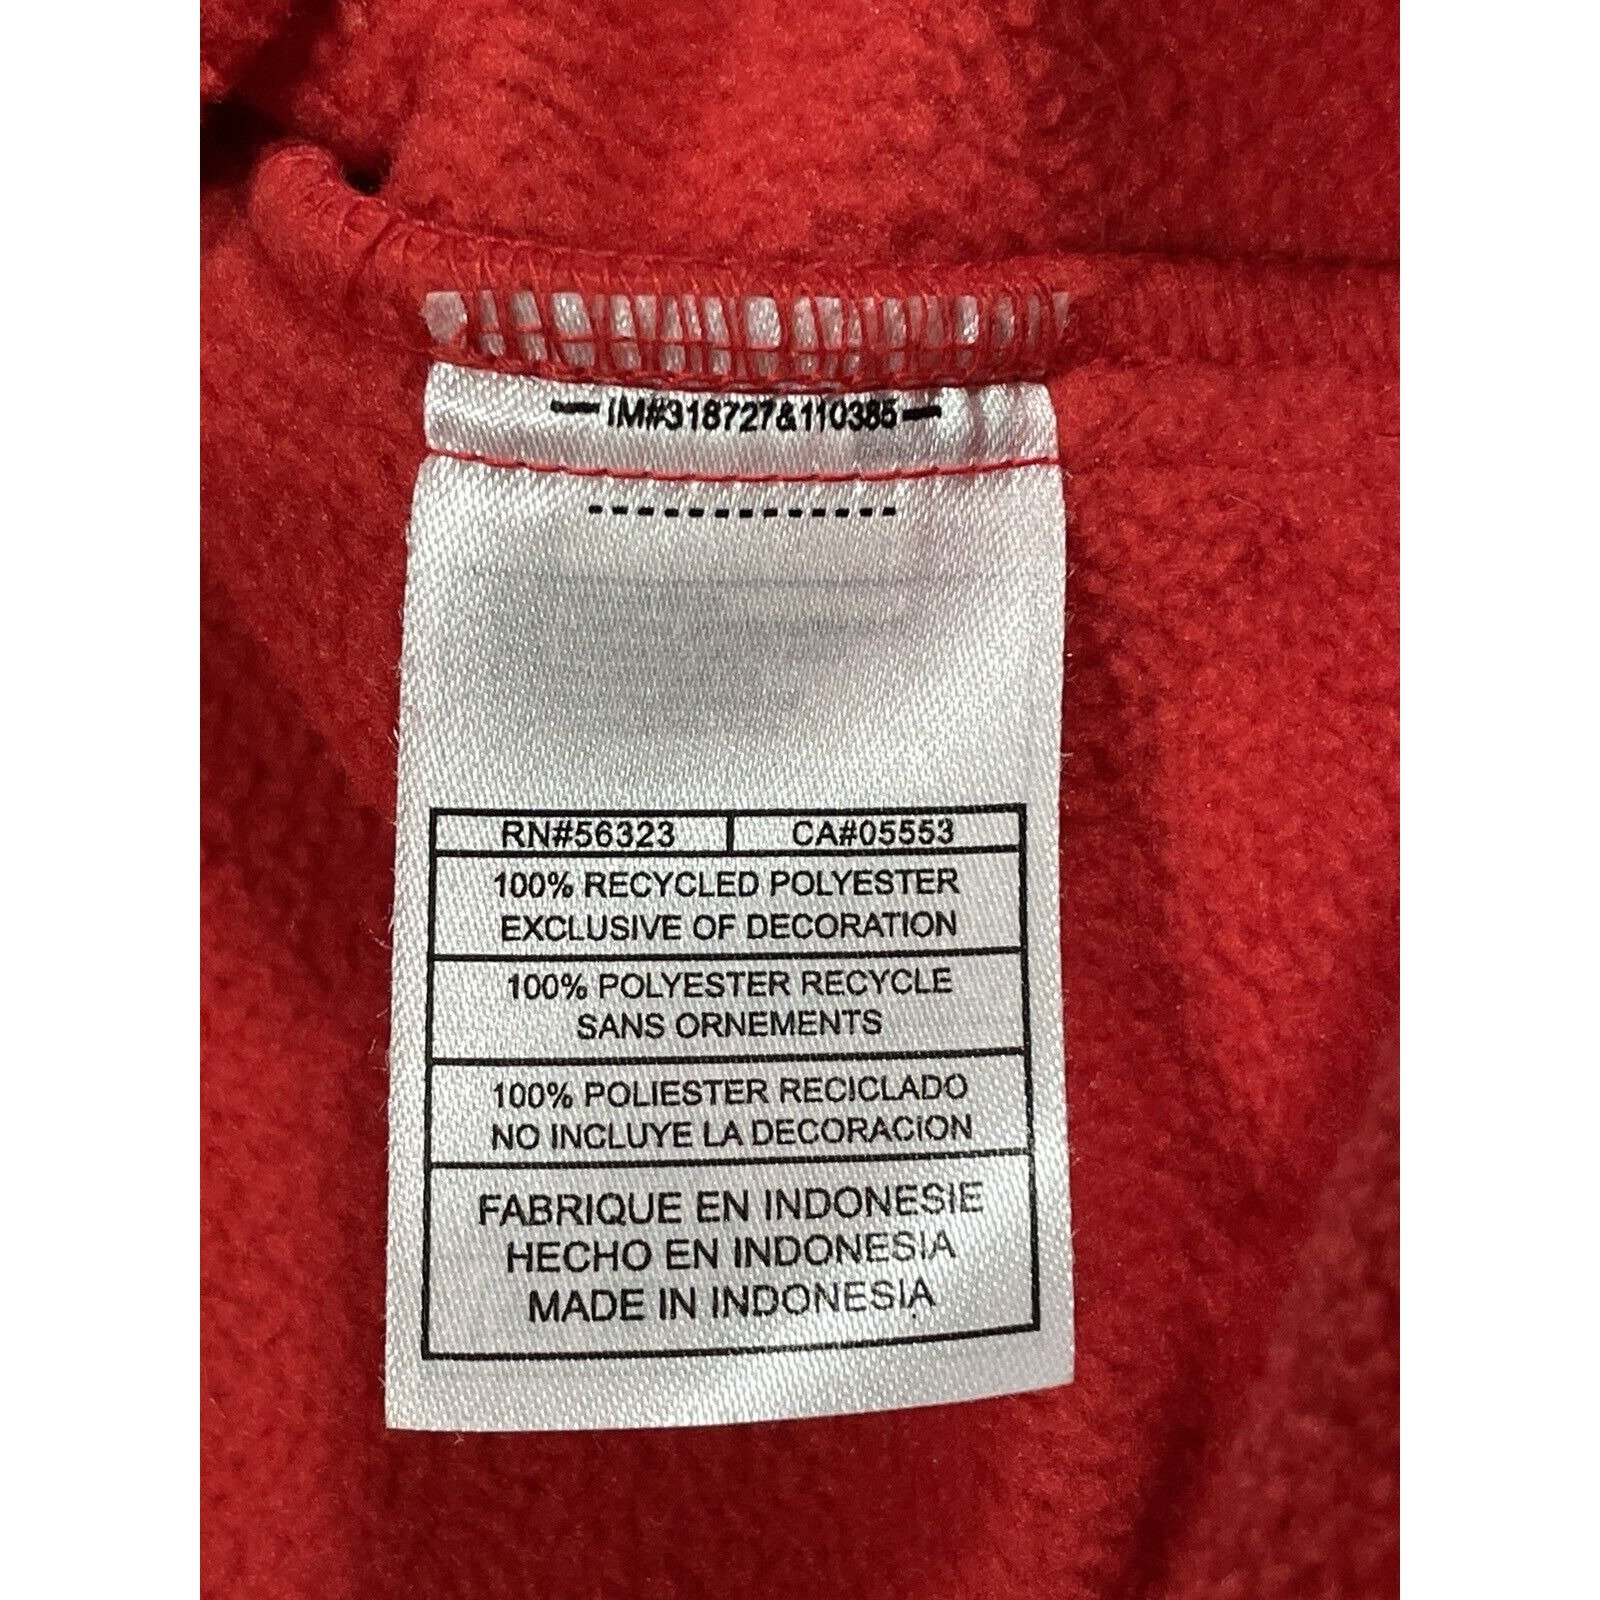 IM#318727&110385
RN#56323 CA#05553
100% RECYCLED POLYESTER
EXCLUSIVE OF DECORATION
100% POLYESTER RECYCLE
SANS ORNEMENTS
100% POLIESTER RECICLADO
NO INCLUYE LA DECORACiON
FABRIQUE EN INDONESIE
HECHO EN INDONESIA
MADE IN INDONESIA